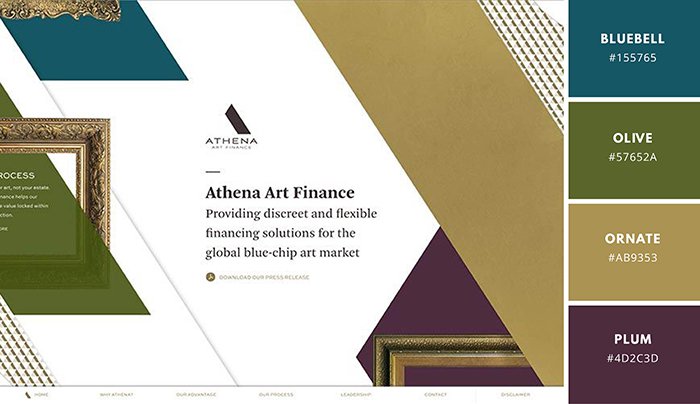 ATHENA
ART FINANCE
Athena Art Finance
Providing discreet and flexible
financing solutions for the
global blue-chip art market
DOWNLOAD OUR PRESS RELEASE
ROCESS
r art, not your estate.
nance helps our
e value locked within
ction.
ORE
HOME
WHY ATHENA?
OUR ADVANTAGE
OUR PROCESS
LEADERSHIP
CONTACT
DISCLAIMER
BLUEBELL
#155765
OLIVE
#57652A
ORNATE
#AB9353
PLUM
#4D2C3D